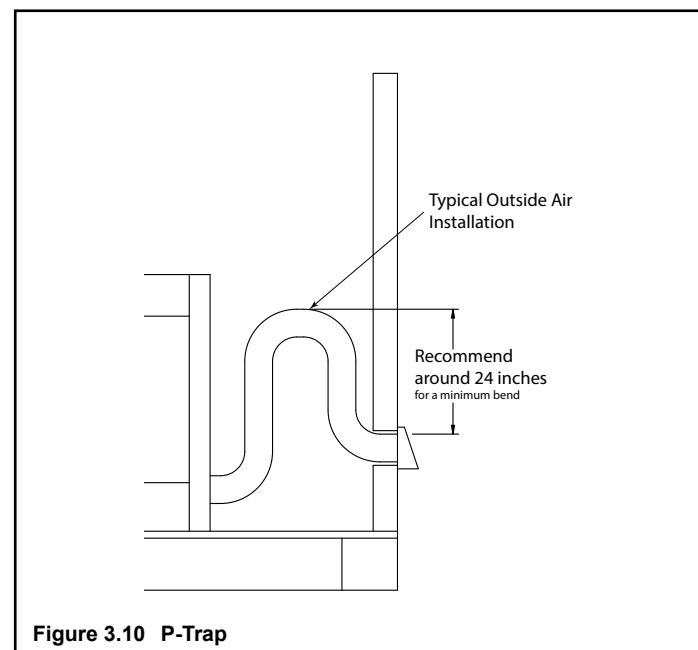 Typical Outside Air
Installation
Recommend
around 24 inches
for a minimum bend
Figure 3.10 P-Trap